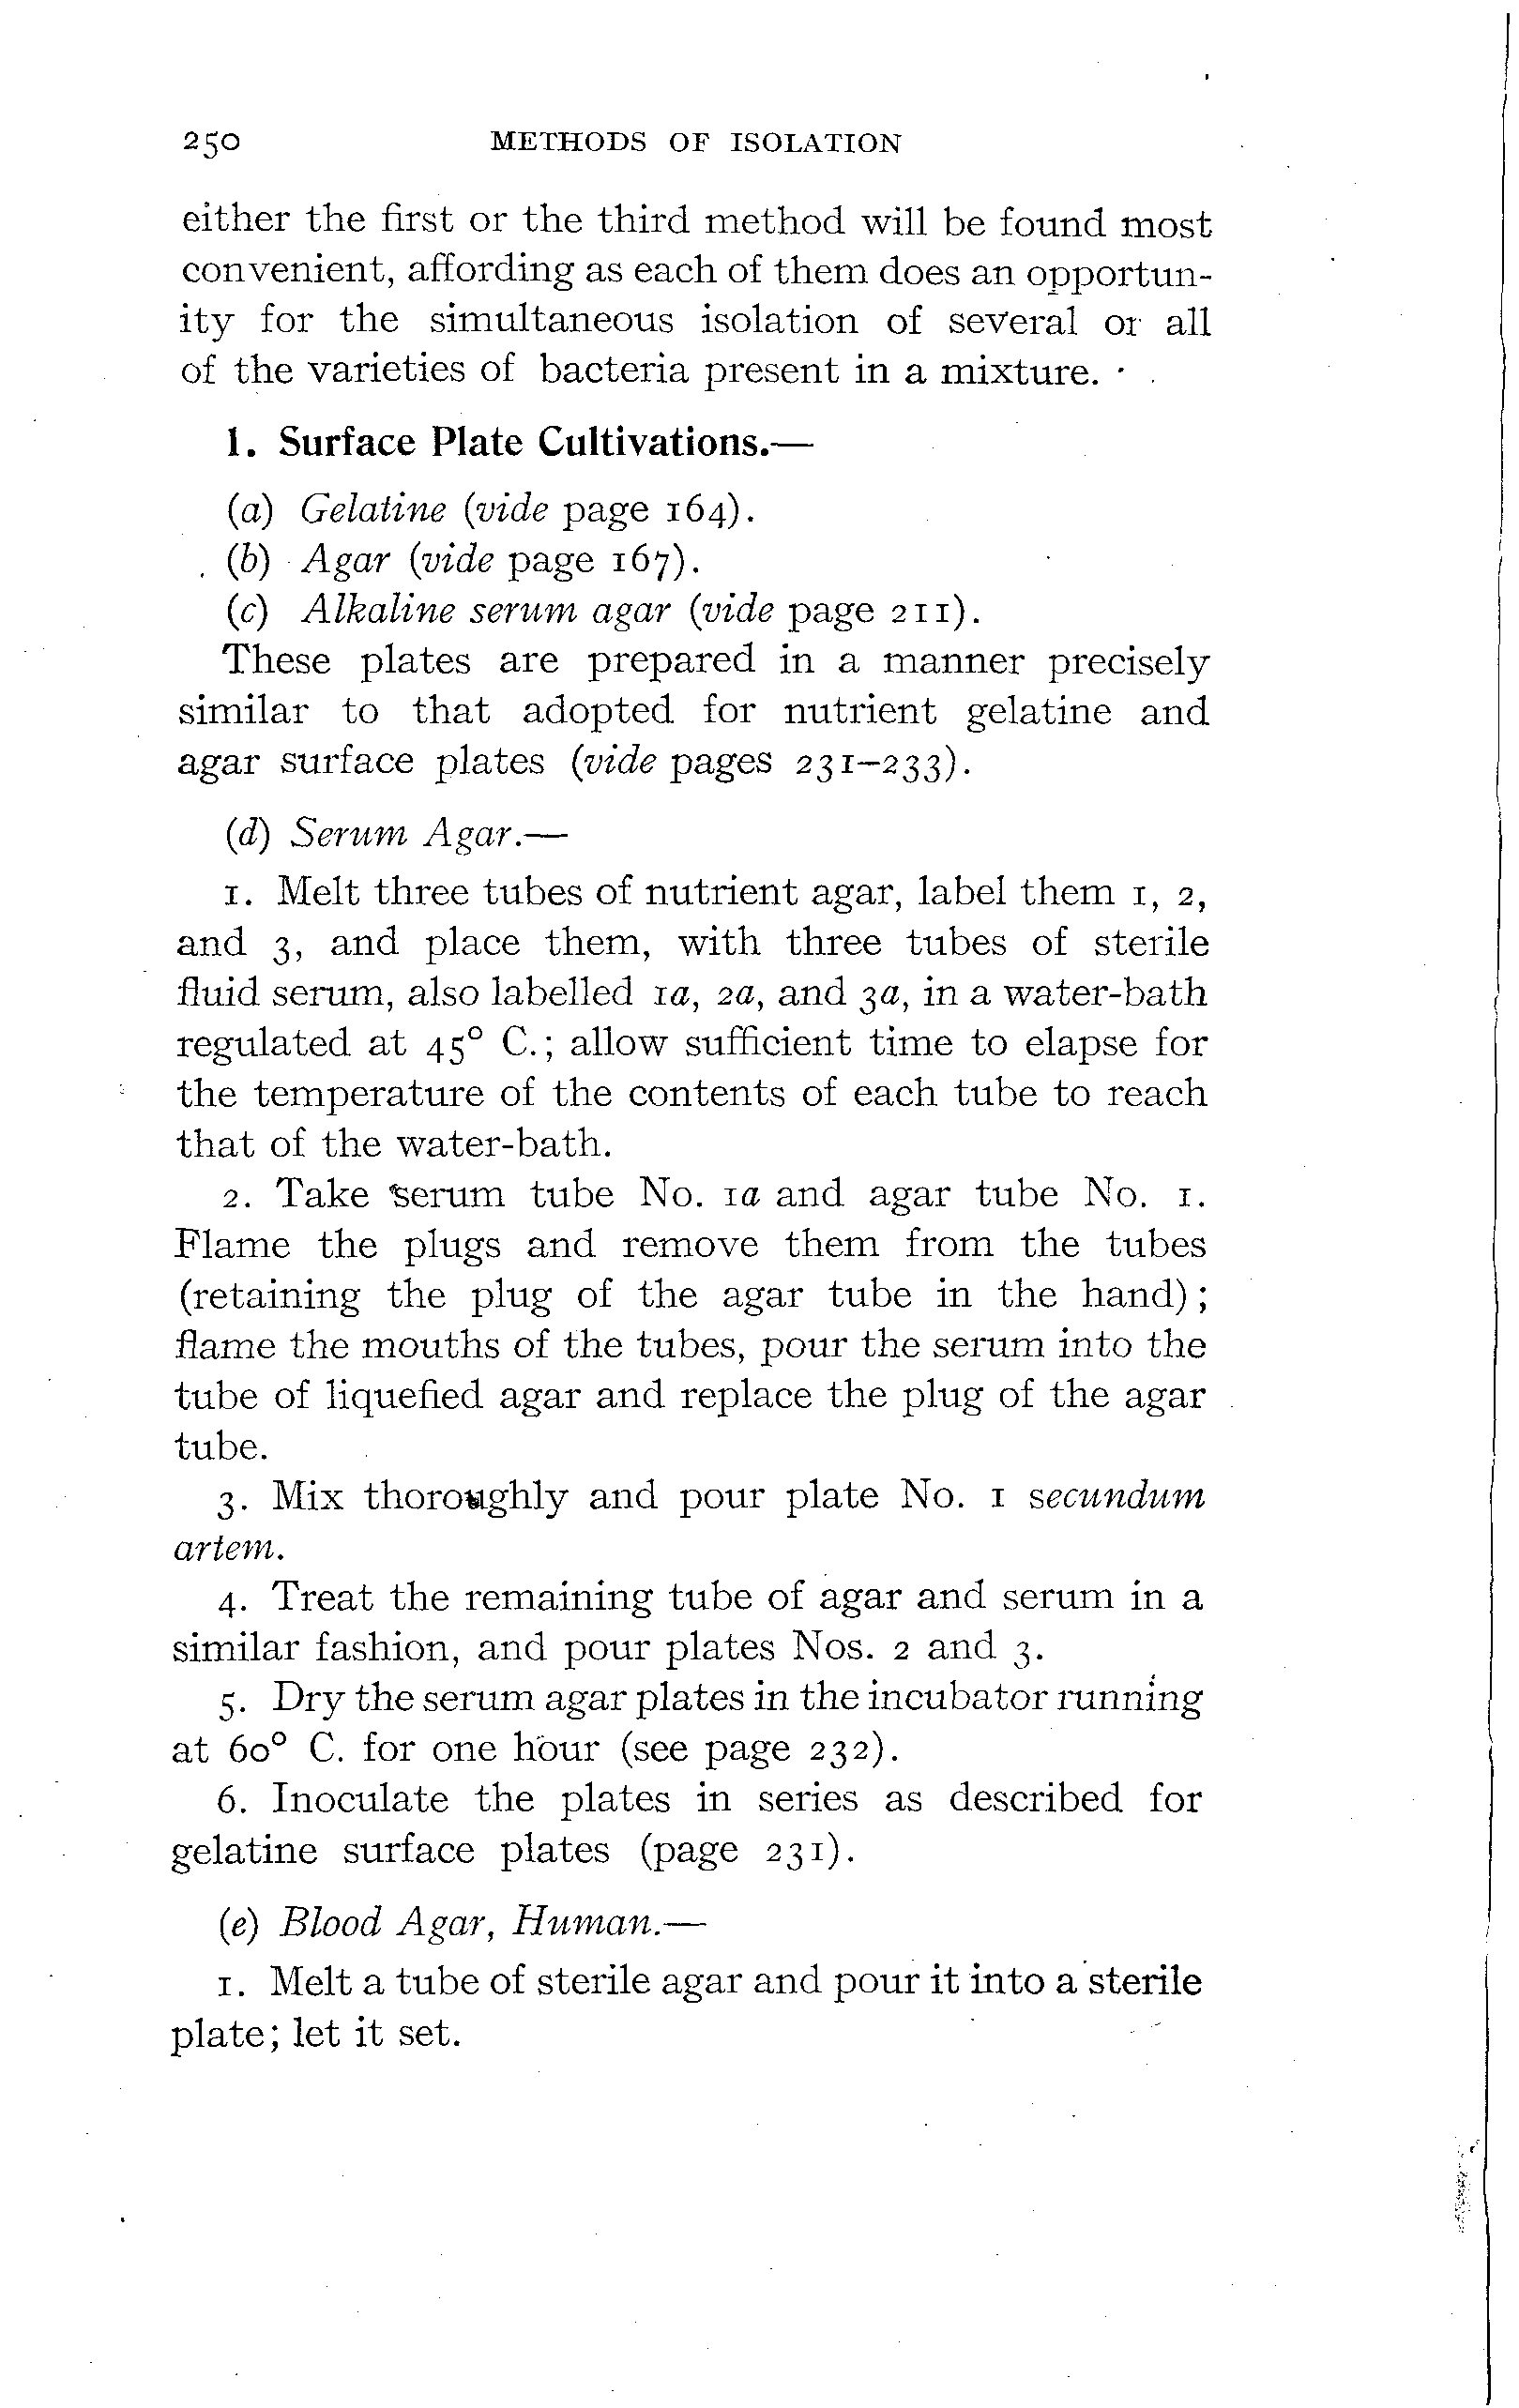 250 METHODS OF ISOLATION
either the first or the third method will be found most
convenient, affording as each of them does an opportun-
ity for the simultaneous isolation of several or all
of the varieties of bacteria present in a mixture.
1. Surface Plate Cultivations.—
(a) Gelatine (vide page 164).
(b) Agar (vide page 167).
(c) Alkaline serum agar (vide page 211).
These plates are prepared in a manner precisely
similar to that adopted for nutrient gelatine and
agar surface plates (vide pages 231–233).
(d) Serum Agar.—
1. Melt three tubes of nutrient agar, label them 1, 2,
and 3, and place them, with three tubes of sterile
fluid serum, also labelled 1a, 2a, and 3a, in a water-bath
regulated at 45° C.; allow sufficient time to elapse for
the temperature of the contents of each tube to reach
that of the water-bath.
2. Take serum tube No. 1a and agar tube No. 1.
Flame the plugs and remove them from the tubes
(retaining the plug of the agar tube in the hand);
flame the mouths of the tubes, pour the serum into the
tube of liquefied agar and replace the plug of the agar
tube.
3. Mix thoroughly and pour plate No. 1 secundum
artem.
4. Treat the remaining tube of agar and serum in a
similar fashion, and pour plates Nos. 2 and 3.
5. Dry the serum agar plates in the incubator running
at 60° C. for one hour (see page 232).
6. Inoculate the plates in series as described for
gelatine surface plates (page 231).
(e) Blood Agar, Human.—
1. Melt a tube of sterile agar and pour it into a sterile
plate; let it set.